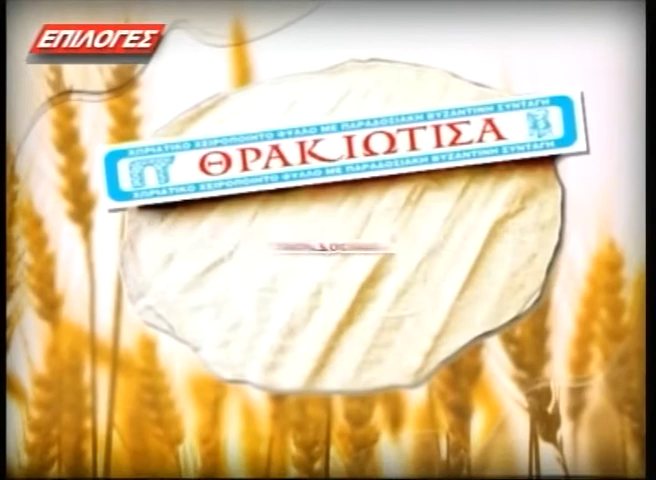 ΕΠΙΛΟΓΕΣ
ΧΩΡΙΑΤΙΚΟ ΧΕΙΡΟΠΟΙΗΤΟ ΦΥΛΛΟ ΜΕ ΠΑΡΑΔΟΣΙΑΚΗ ΒΥΖΑΝΤΙΝΗ ΣΥΝΤΑΓΗ
ΘΡΑΚΙΩΤΙΣΑ
ΧΩΡΙΑΤΙΚΟ ΧΕΙΡΟΠΟΙΗΤΟ ΦΥΛΛΟ ΜΕ ΠΑΡΑΔΟΣΙΑΚΗ ΒΥΖΑΝΤΙΝΗ ΣΥΝΤΑΓΗ